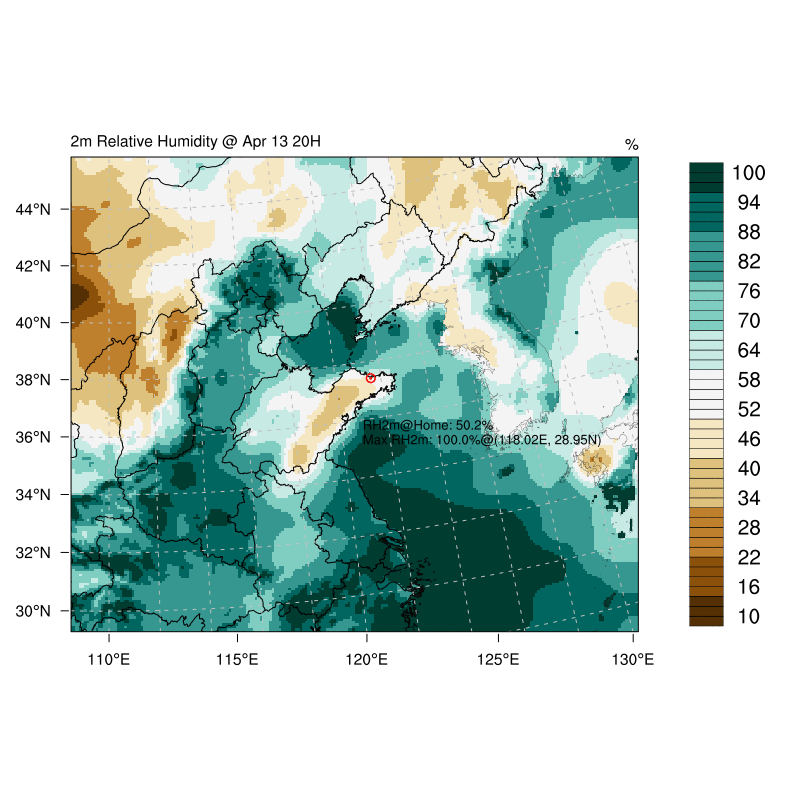 2m Relative Humidity @ Apr 13 20H
%
44°N
42°N
40°N
38°N
36°N
34°N
32°N
30°N
110°E
115°E
120°E
125°E
130°E
RH2m@Home: 50.2%
Max RH2m: 100.0%@(118.02E, 28.95N)
100
94
88
82
76
70
64
58
52
46
40
34
28
22
16
10